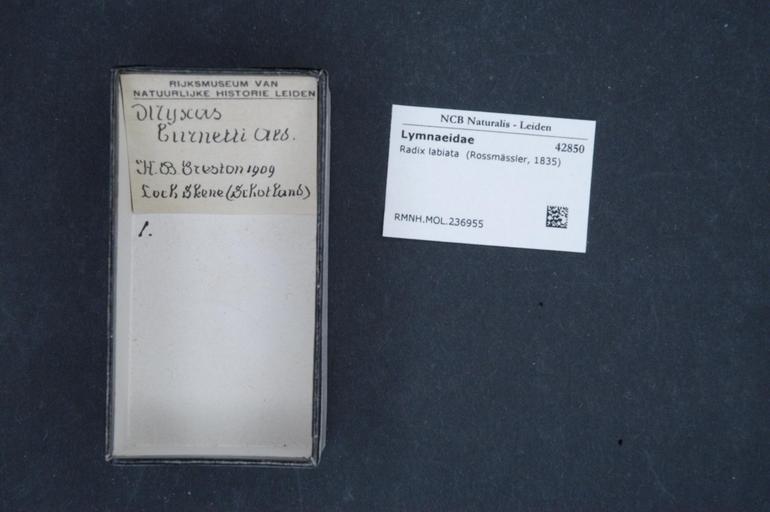 RIJKSMUSEUM VAN
NATUURLIJKE HISTORIE LEIDEN
Myxas
burnetti Ald.
H. B. Preston 1909
Loch Skene (Schotland)
1.
NCB Naturalis - Leiden
Lymnaeidae 42850
Radix labiata (Rossmässler, 1835)
RMNH.MOL.236955